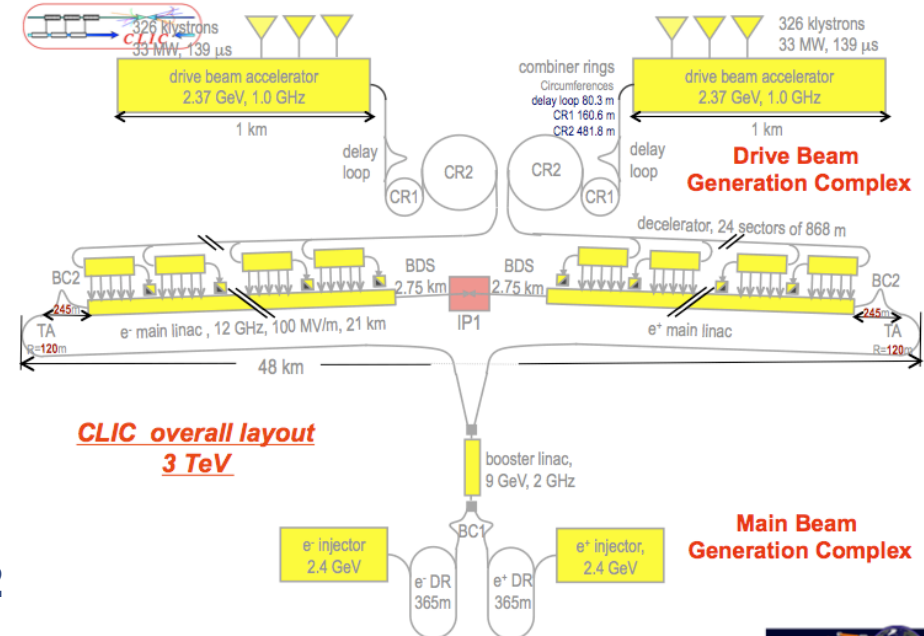 326 klystrons
33 MW, 139 μs
CLIC
drive beam accelerator
2.37 GeV, 1.0 GHz
1 km
combiner rings
Circumferences
delay loop 80.3 m
CR1 160.6 m
CR2 481.8 m
326 klystrons
33 MW, 139 μs
drive beam accelerator
2.37 GeV, 1.0 GHz
1 km
delay
loop
CR1
CR2
CR2
CR1
delay
loop
Drive Beam
Generation Complex
decelerator, 24 sectors of 868 m
BC2
BDS
2.75 km
BDS
2.75 km
BC2
245m
TA
R=120m
e- main linac , 12 GHz, 100 MV/m, 21 km
IP1
e+ main linac
245m
TA
R=120m
48 km
CLIC overall layout
3 TeV
booster linac,
9 GeV, 2 GHz
BC1
Main Beam
Generation Complex
e- injector
2.4 GeV
e- DR
365m
e+ DR
365m
e+ injector,
2.4 GeV